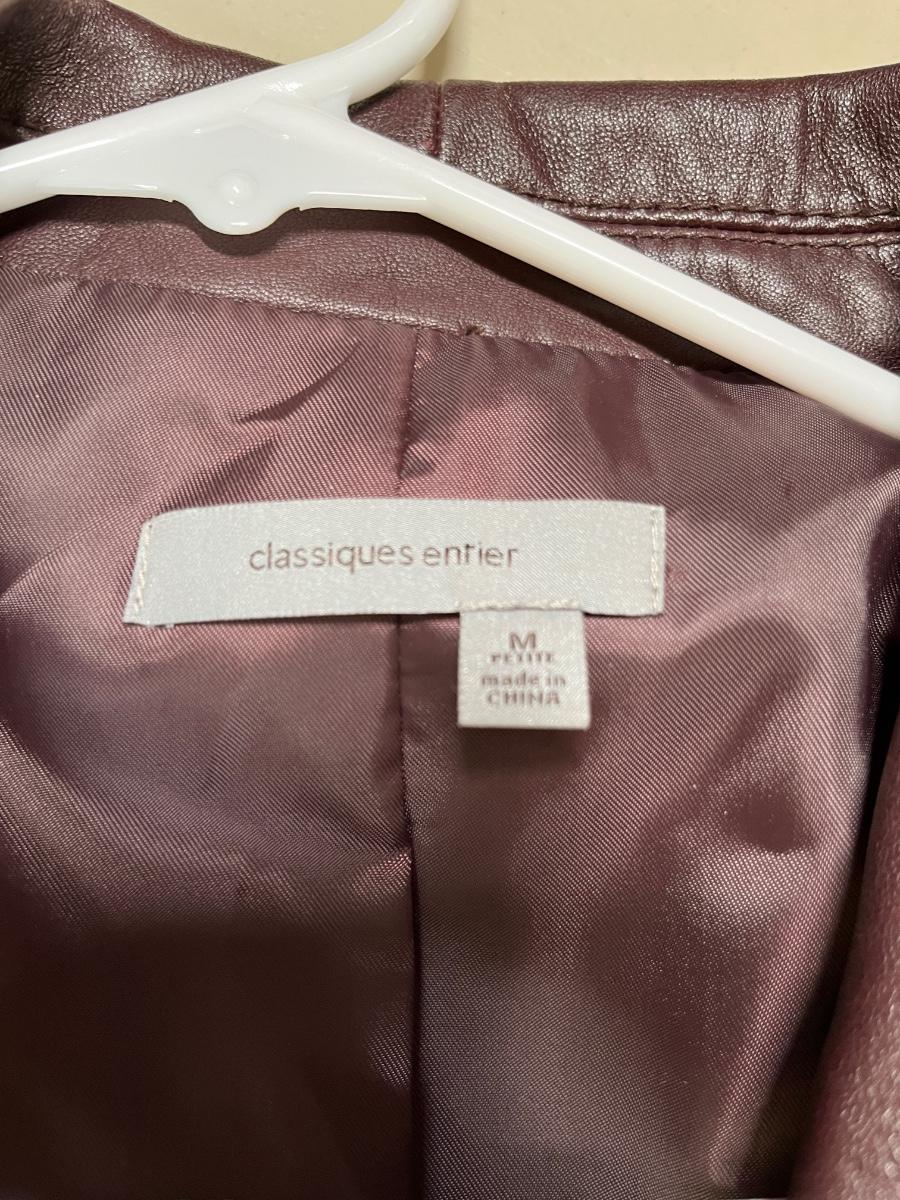 classiques entier
M
PETITE
made in
CHINA